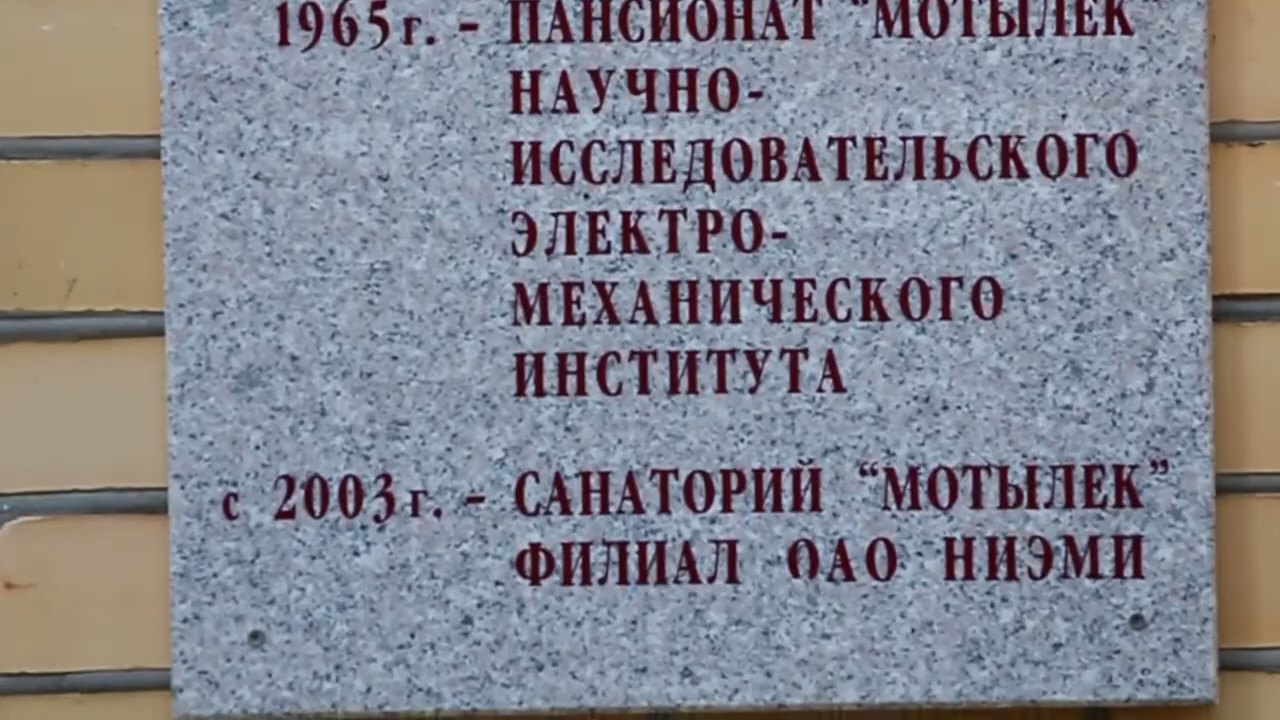 1965г. - ПАНСИОНАТ “МОТЫЛЕК”
НАУЧНО-
ИССЛЕДОВАТЕЛЬСКОГО
ЭЛЕКТРО-
МЕХАНИЧЕСКОГО
ИНСТИТУТА
с 2003г. - САНАТОРИЙ “МОТЫЛЕК”
ФИЛИАЛ ОАО НИЭМИ